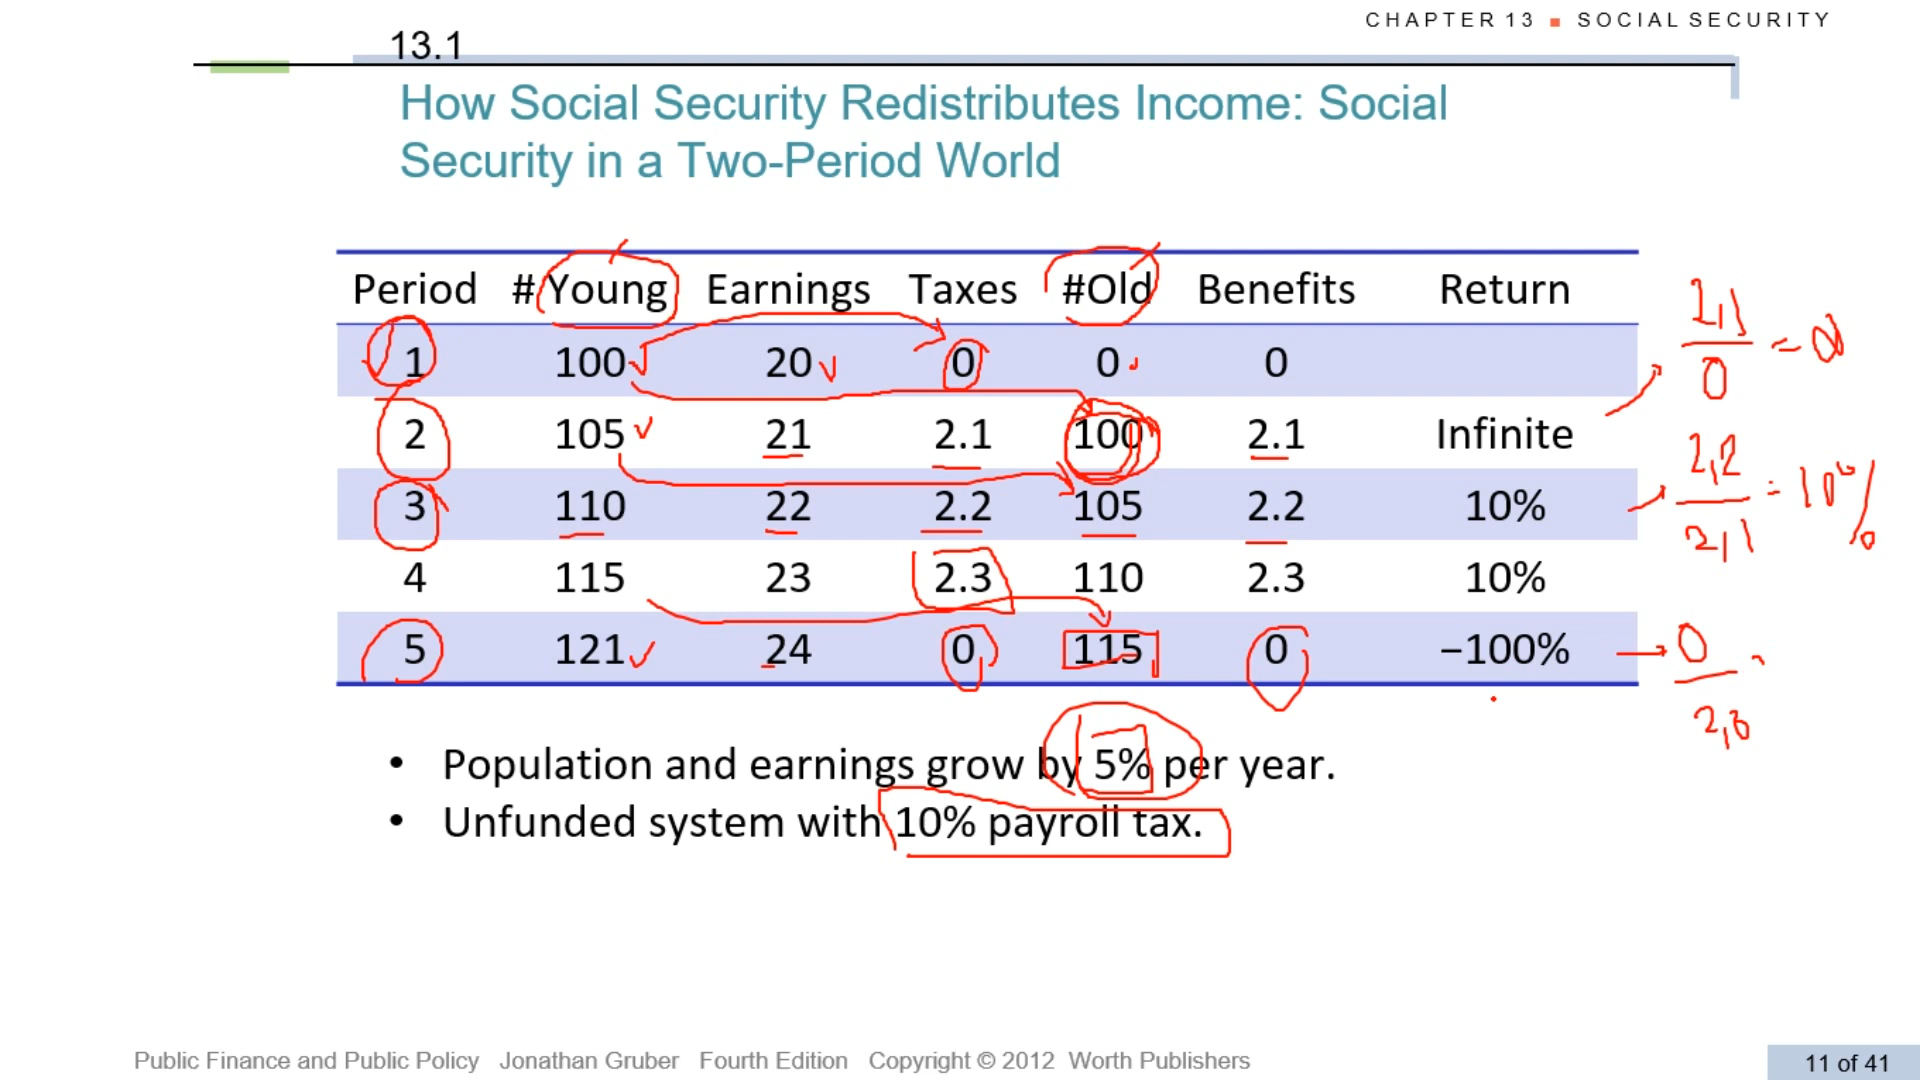 CHAPTER 13 ■ SOCIAL SECURITY
13.1
How Social Security Redistributes Income: Social
Security in a Two-Period World
Period # Young Earnings Taxes #Old Benefits Return
1 100 20 0 0 0
2 105 21 2.1 100 2.1 Infinite
3 110 22 2.2 105 2.2 10%
4 115 23 2.3 110 2.3 10%
5 121 24 0 115 0 −100%
2,1
0
= ∞
2,2
2,1
= 10%
0
2,3
• Population and earnings grow by 5% per year.
• Unfunded system with 10% payroll tax.
Public Finance and Public Policy Jonathan Gruber Fourth Edition Copyright © 2012 Worth Publishers
11 of 41